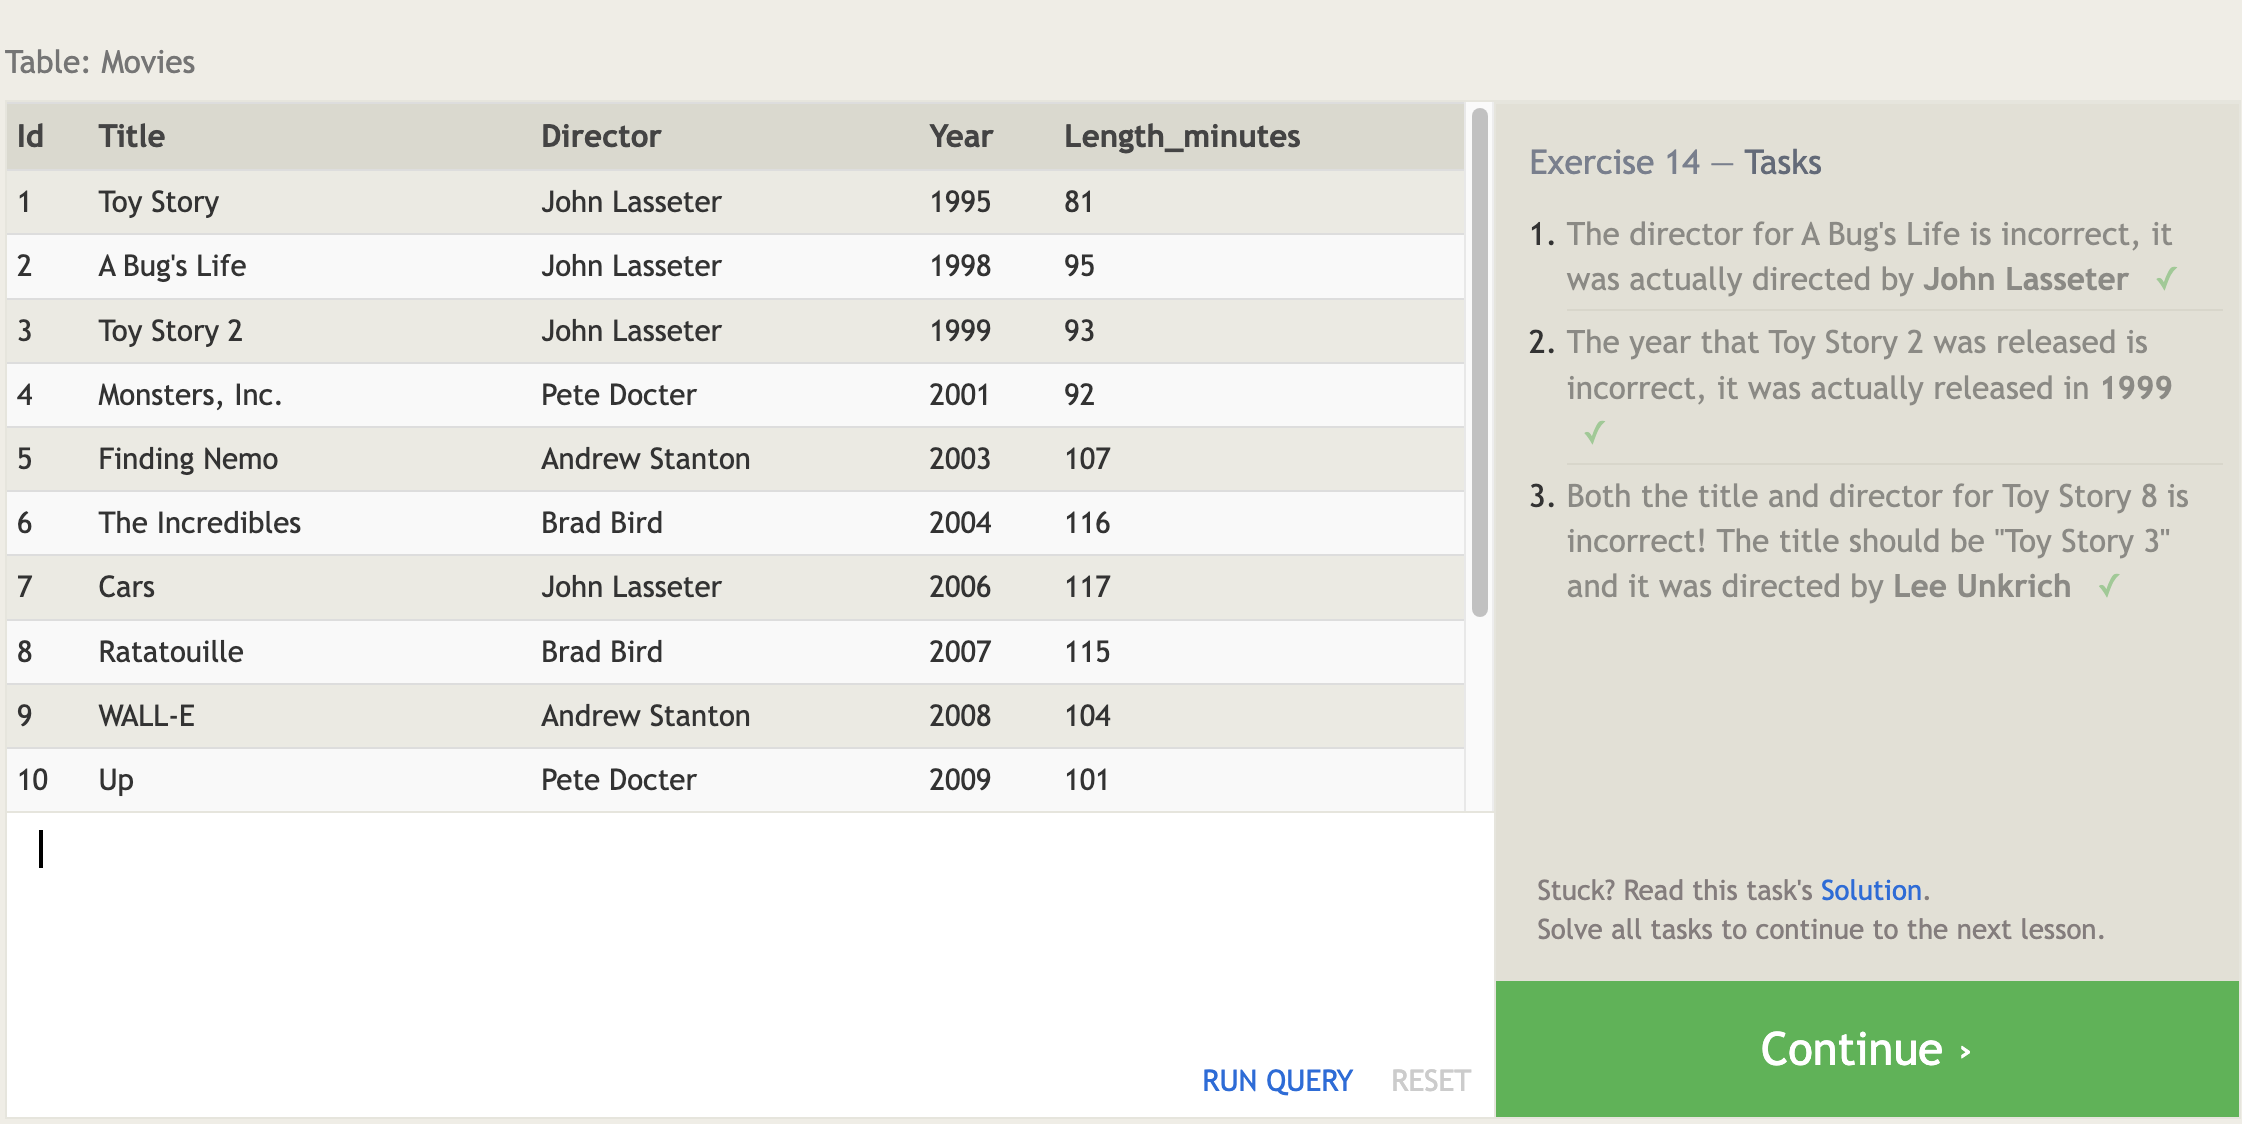 Table: Movies
Id Title Director Year Length_minutes
1 Toy Story John Lasseter 1995 81
2 A Bug's Life John Lasseter 1998 95
3 Toy Story 2 John Lasseter 1999 93
4 Monsters, Inc. Pete Docter 2001 92
5 Finding Nemo Andrew Stanton 2003 107
6 The Incredibles Brad Bird 2004 116
7 Cars John Lasseter 2006 117
8 Ratatouille Brad Bird 2007 115
9 WALL-E Andrew Stanton 2008 104
10 Up Pete Docter 2009 101
RUN QUERY RESET
Exercise 14 — Tasks
1. The director for A Bug's Life is incorrect, it
was actually directed by John Lasseter ✓
2. The year that Toy Story 2 was released is
incorrect, it was actually released in 1999
✓
3. Both the title and director for Toy Story 8 is
incorrect! The title should be "Toy Story 3"
and it was directed by Lee Unkrich ✓
Stuck? Read this task's Solution.
Solve all tasks to continue to the next lesson.
Continue ›